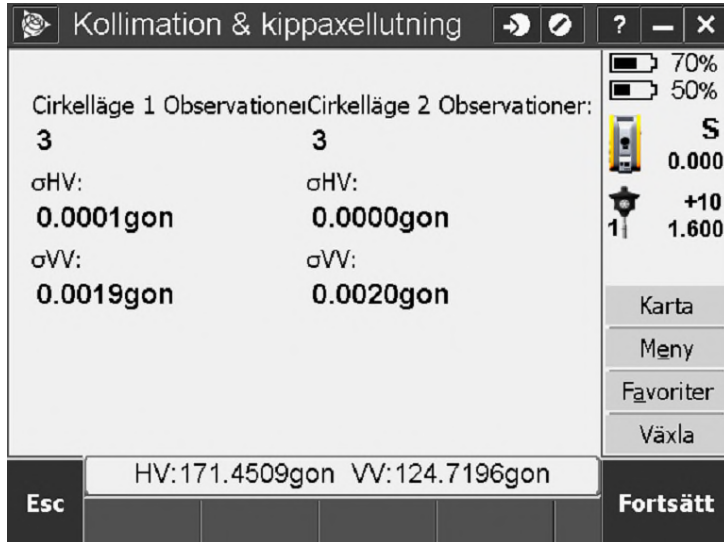 Kollimation & kippaxellutning
? – ×
70%
50%
Cirkelläge 1 Observationer
Cirkelläge 2 Observationer:
3
3
σHV:
σHV:
0.0001gon
0.0000gon
σVV:
σVV:
0.0019gon
0.0020gon
S
0.000
+10
1
1.600
Karta
Meny
Favoriter
Växla
HV:171.4509gon VV:124.7196gon
Esc
Fortsätt